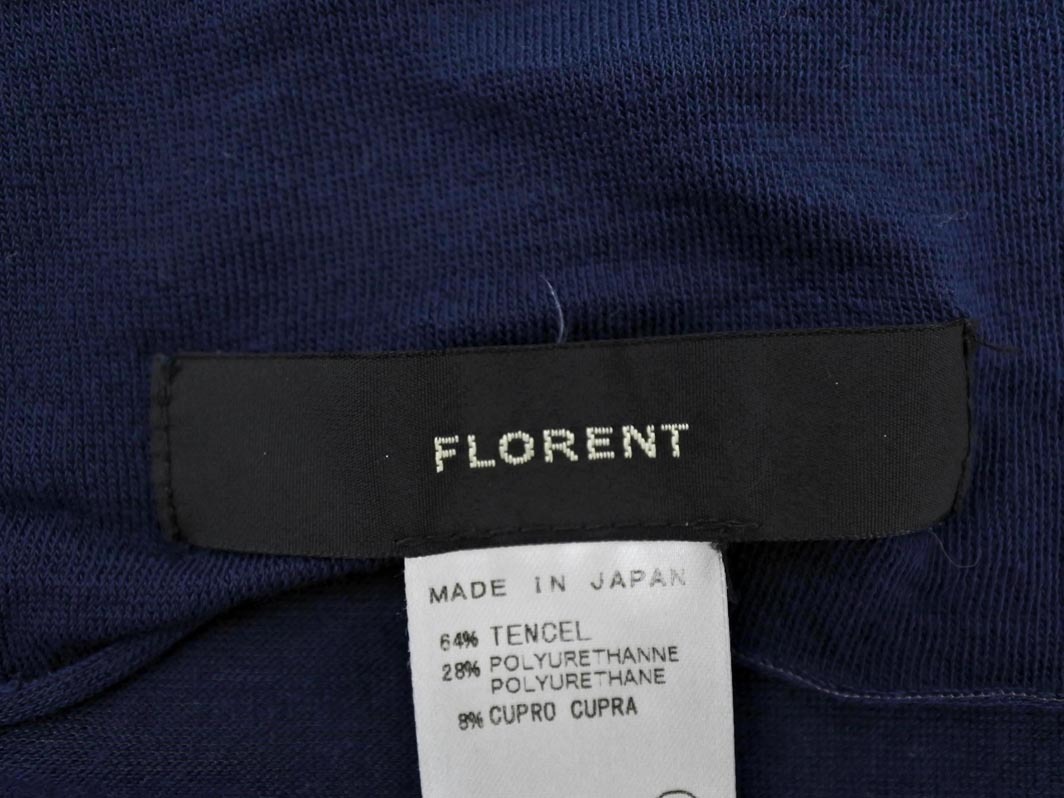 FLORENT
MADE IN JAPAN
64% TENCEL
28% POLYURETHANNE
POLYURETHANE
8% CUPRO CUPRA